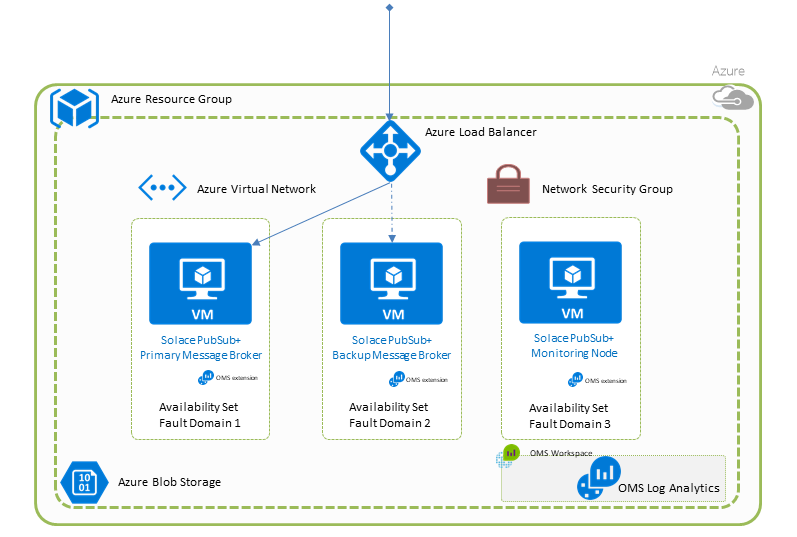 Azure
Azure Resource Group
Azure Load Balancer
Azure Virtual Network
Network Security Group
VM
Solace PubSub+
Primary Message Broker
OMS extension
Availability Set
Fault Domain 1
VM
Solace PubSub+
Backup Message Broker
OMS extension
Availability Set
Fault Domain 2
VM
Solace PubSub+
Monitoring Node
OMS extension
Availability Set
Fault Domain 3
OMS Workspace
10
01
Azure Blob Storage
OMS Log Analytics